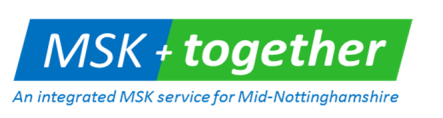 MSK + together
An integrated MSK service for Mid-Nottinghamshire